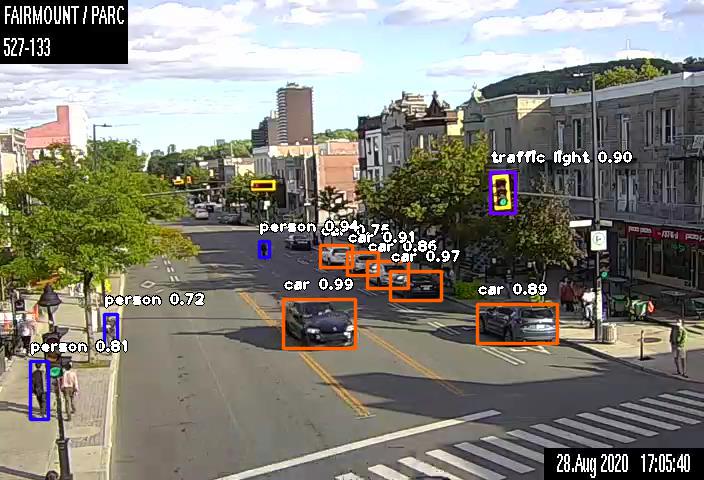 FAIRMOUNT / PARC
527-133
traffic light 0.90
person 0.94
0.75
car 0.91
car 0.86
car 0.97
car 0.99
car 0.89
person 0.72
person 0.81
P
28.Aug 2020 17:05:40